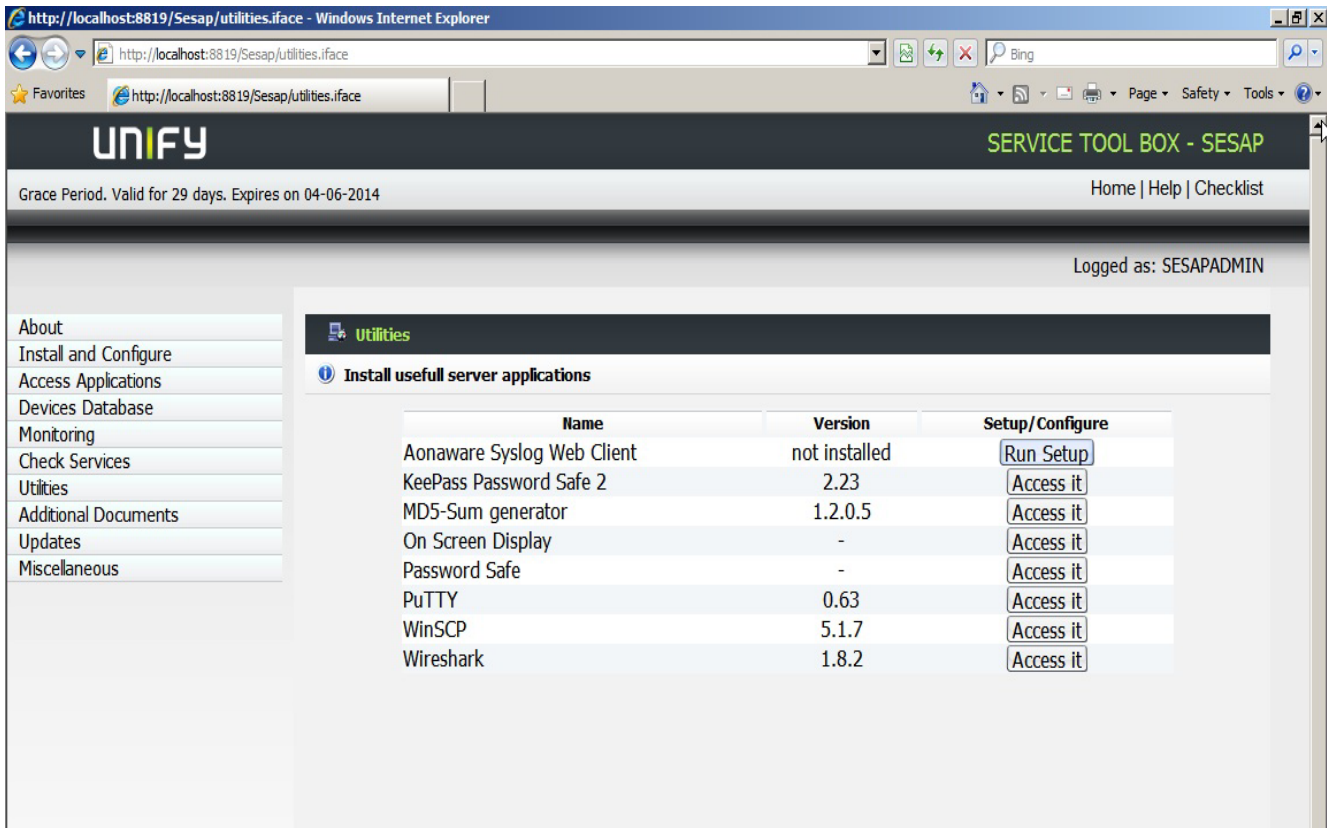 http://localhost:8819/Sesap/utilities.iface - Windows Internet Explorer
http://localhost:8819/Sesap/utilities.iface
Bing
Favorites
http://localhost:8819/Sesap/utilities.iface
Page Safety Tools
UNIFY
SERVICE TOOL BOX - SESAP
Grace Period. Valid for 29 days. Expires on 04-06-2014
Home | Help | Checklist
Logged as: SESAPADMIN
About
Install and Configure
Access Applications
Devices Database
Monitoring
Check Services
Utilities
Additional Documents
Updates
Miscellaneous
Utilities
Install usefull server applications
Name Version Setup/Configure
Aonaware Syslog Web Client not installed Run Setup
KeePass Password Safe 2 2.23 Access it
MD5-Sum generator 1.2.0.5 Access it
On Screen Display - Access it
Password Safe - Access it
PuTTY 0.63 Access it
WinSCP 5.1.7 Access it
Wireshark 1.8.2 Access it